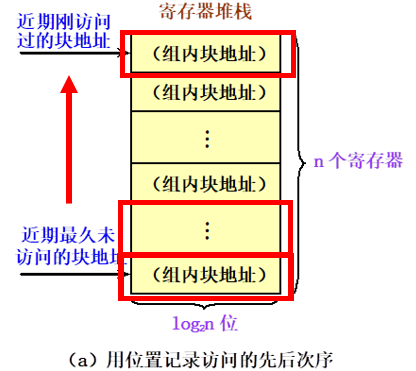 寄存器堆栈
近期刚访问
过的块地址
（组内块地址）
（组内块地址）
⋮
（组内块地址）
n 个寄存器
近期最久未
访问的块地址
⋮
（组内块地址）
log₂n 位
（a）用位置记录访问的先后次序